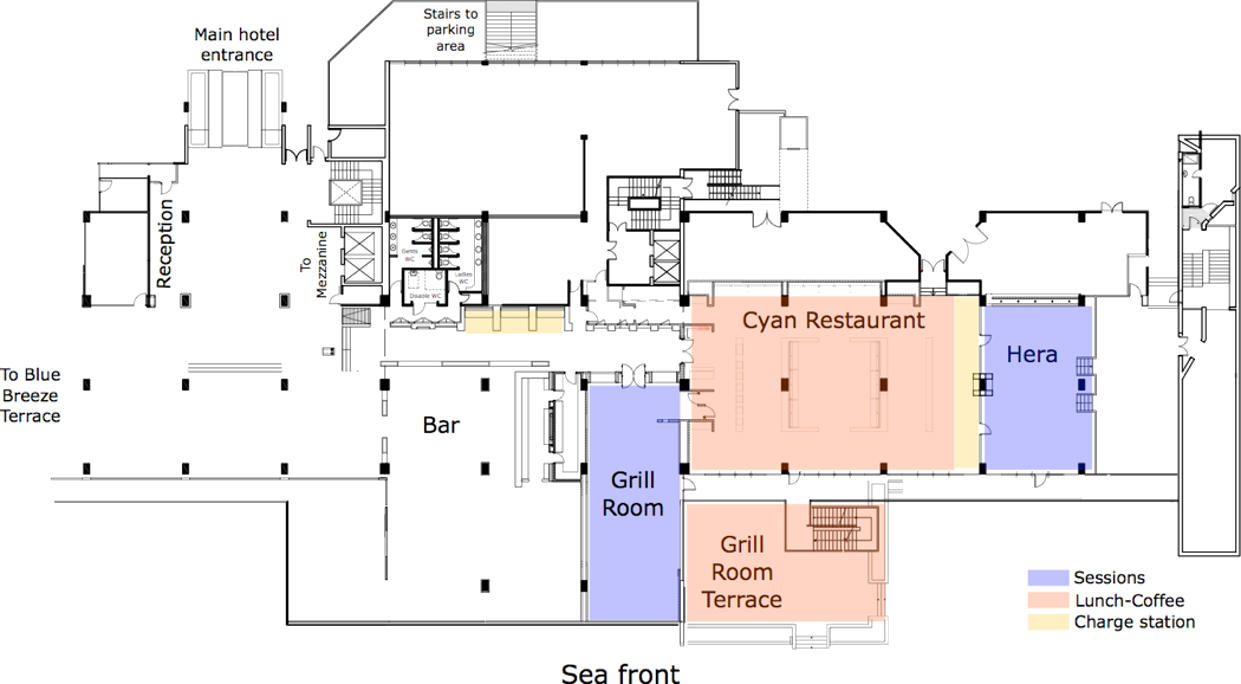 Stairs to
parking
area
Main hotel
entrance
Reception
To
Mezzanine
Gents
WC
Ladies
WC
Disable WC
Cyan Restaurant
Hera
To Blue
Breeze
Terrace
Bar
Grill
Room
Grill
Room
Terrace
Sessions
Lunch-Coffee
Charge station
Sea front